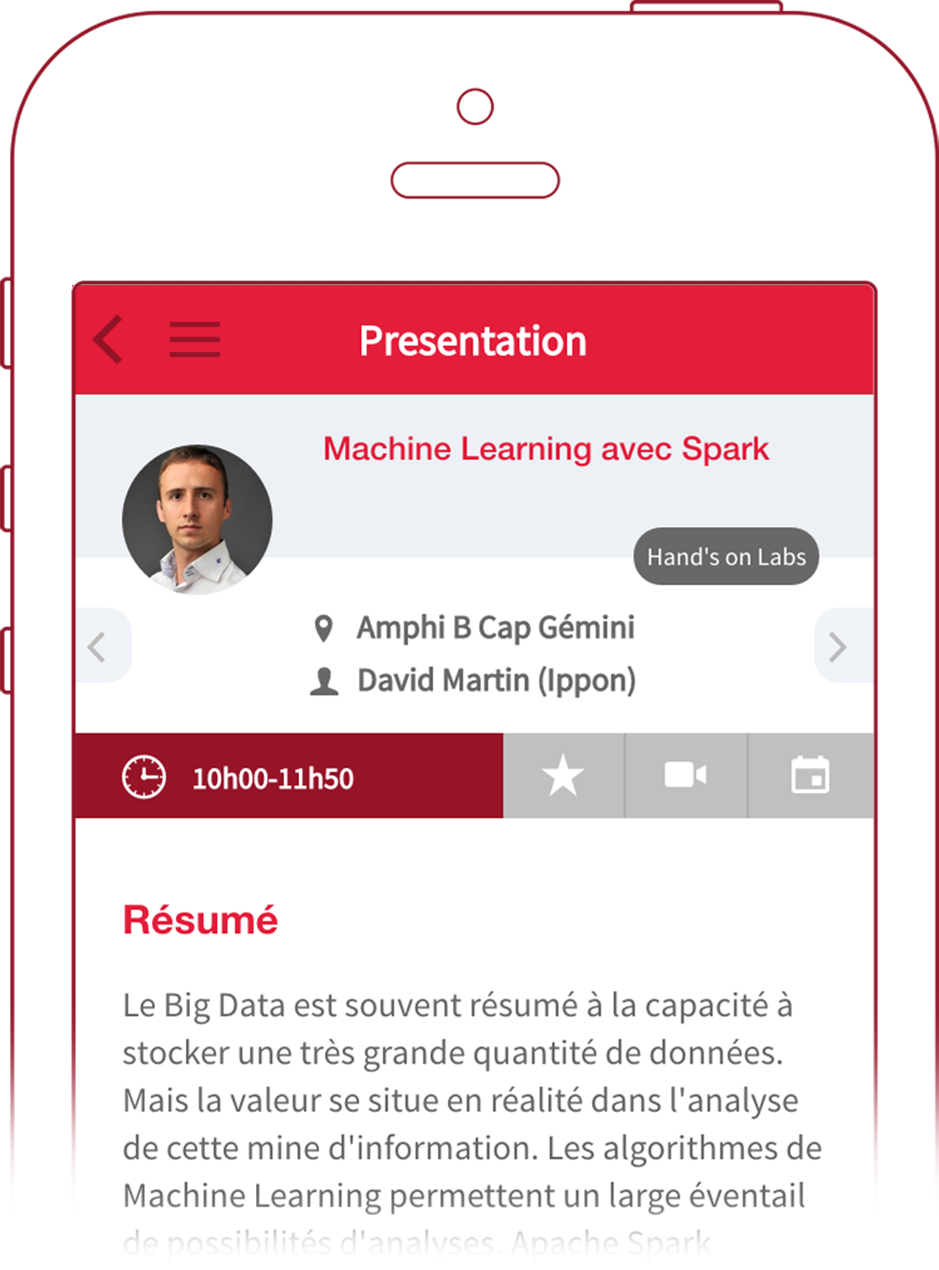 Presentation
Machine Learning avec Spark
Hand's on Labs
Amphi B Cap Gémini
David Martin (Ippon)
10h00-11h50
Résumé
Le Big Data est souvent résumé à la capacité à
stocker une très grande quantité de données.
Mais la valeur se situe en réalité dans l'analyse
de cette mine d'information. Les algorithmes de
Machine Learning permettent un large éventail
de possibilités d'analyses. Apache Spark